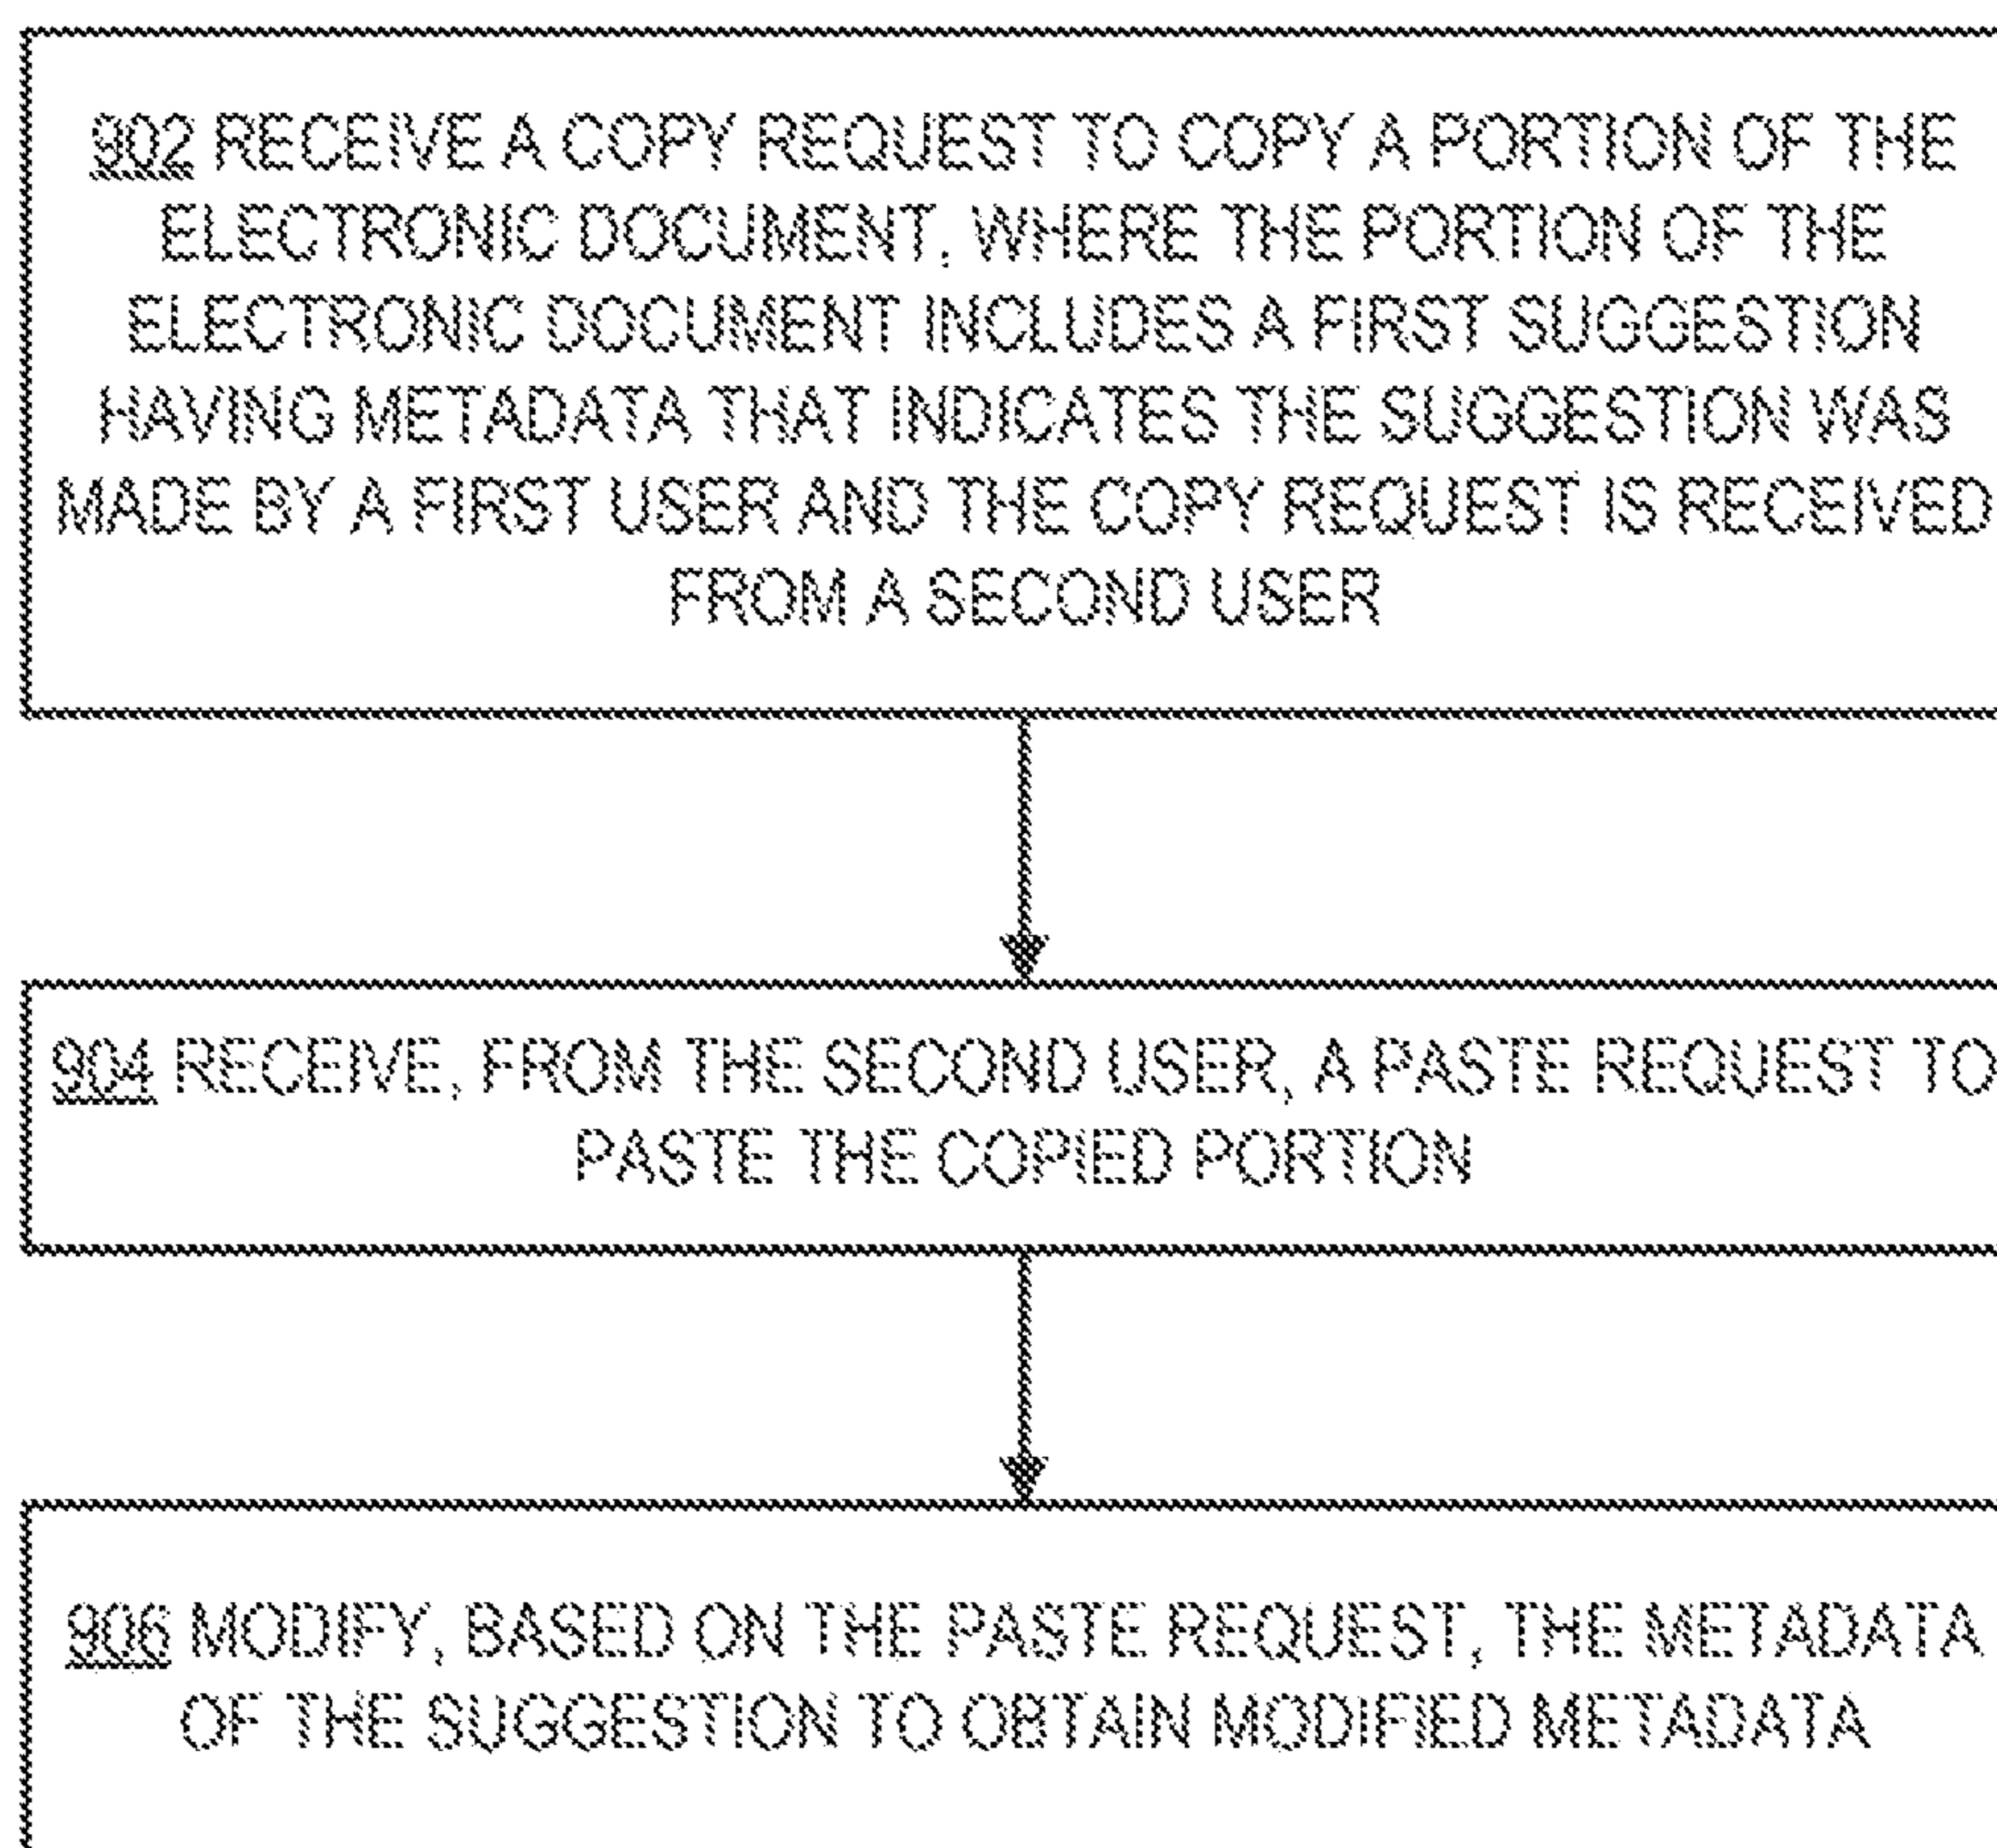 902 RECEIVE A COPY REQUEST TO COPY A PORTION OF THE
ELECTRONIC DOCUMENT, WHERE THE PORTION OF THE
ELECTRONIC DOCUMENT INCLUDES A FIRST SUGGESTION
HAVING METADATA THAT INDICATES THE SUGGESTION WAS
MADE BY A FIRST USER AND THE COPY REQUEST IS RECEIVED
FROM A SECOND USER
904 RECEIVE, FROM THE SECOND USER, A PASTE REQUEST TO
PASTE THE COPIED PORTION
906 MODIFY, BASED ON THE PASTE REQUEST, THE METADATA
OF THE SUGGESTION TO OBTAIN MODIFIED METADATA